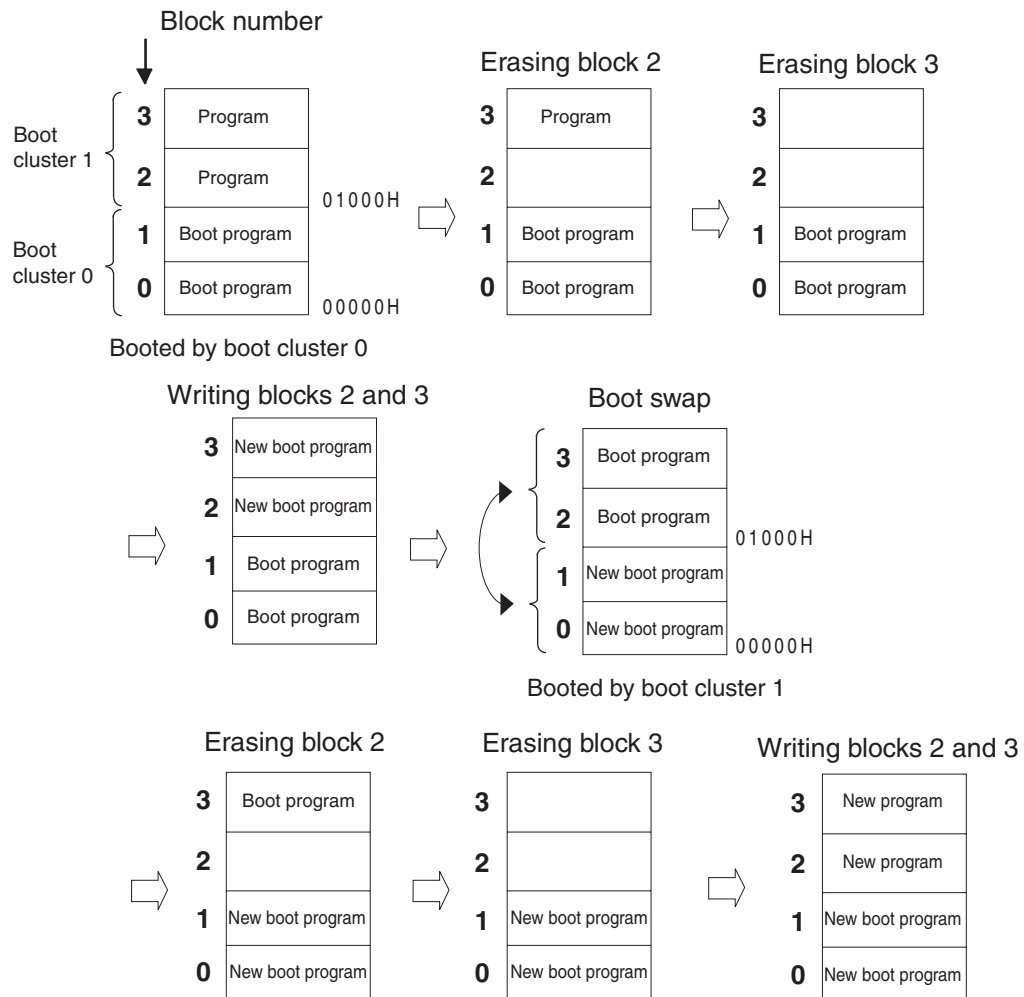 Block number
Erasing block 2
Erasing block 3
Boot
cluster 1
Boot
cluster 0
3 Program
2 Program
01000H
1 Boot program
0 Boot program
00000H
3 Program
2
1 Boot program
0 Boot program
3
2
1 Boot program
0 Boot program
Booted by boot cluster 0
Writing blocks 2 and 3
Boot swap
3 New boot program
2 New boot program
1 Boot program
0 Boot program
3 Boot program
2 Boot program
01000H
1 New boot program
0 New boot program
00000H
Booted by boot cluster 1
Erasing block 2
Erasing block 3
Writing blocks 2 and 3
3 Boot program
2
1 New boot program
0 New boot program
3
2
1 New boot program
0 New boot program
3 New program
2 New program
1 New boot program
0 New boot program